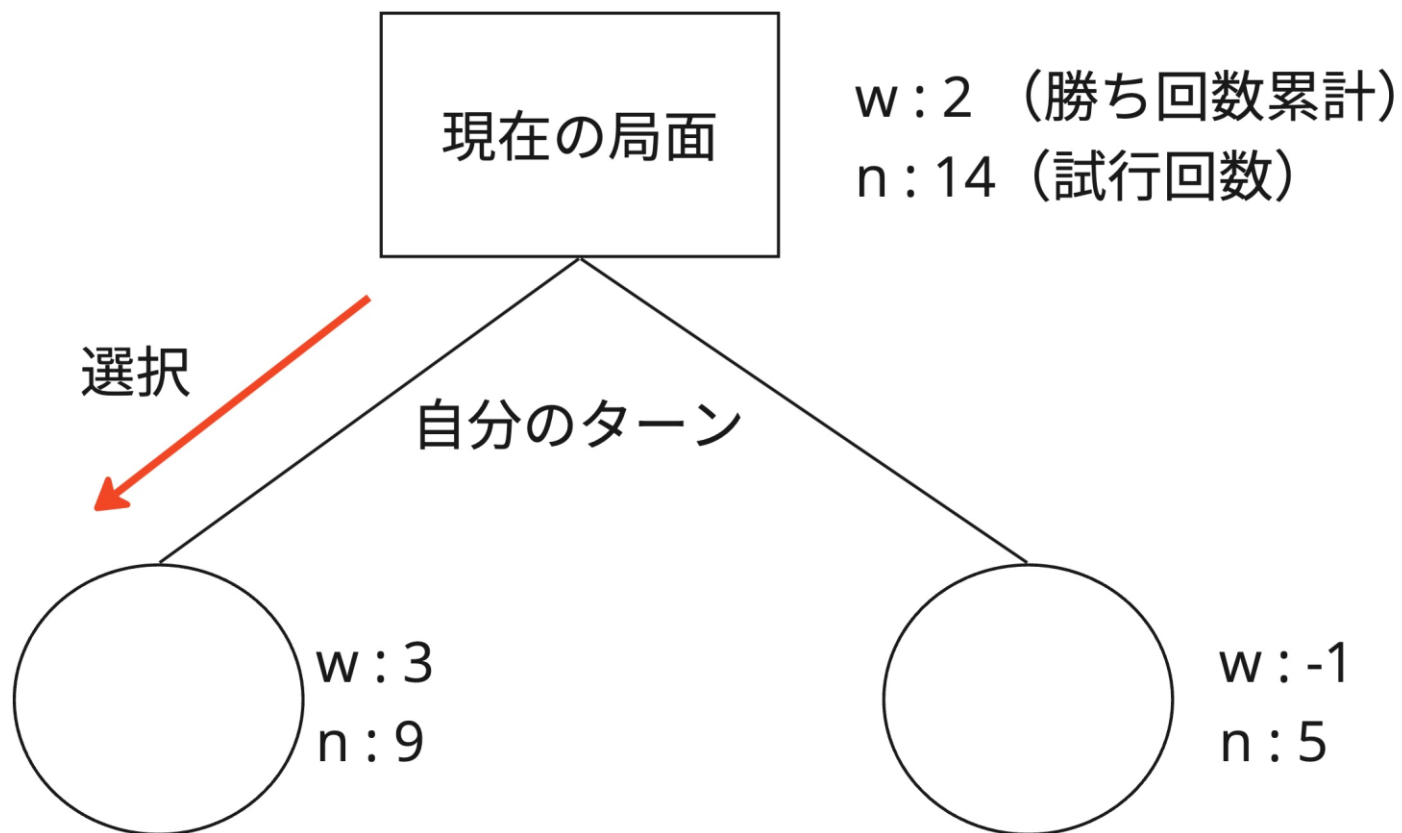 現在の局面
w : 2 （勝ち回数累計）
n : 14（試行回数）
選択
自分のターン
w : 3
n : 9
w : -1
n : 5